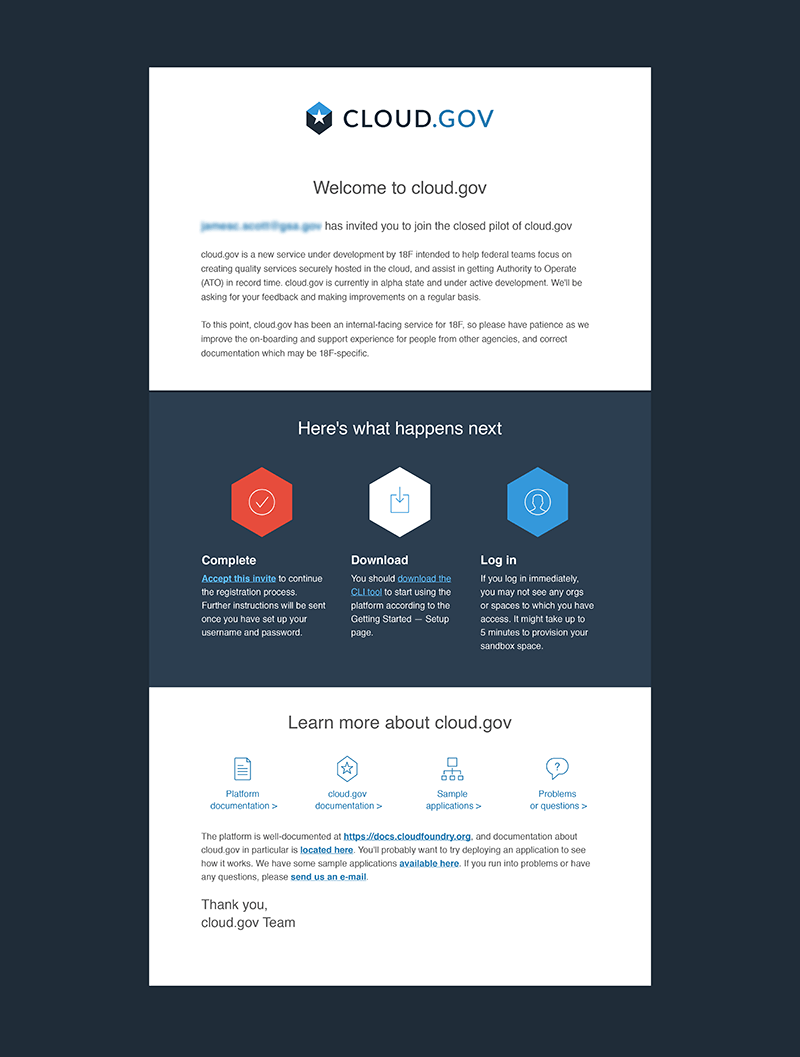 CLOUD.GOV
Welcome to cloud.gov
has invited you to join the closed pilot of cloud.gov
cloud.gov is a new service under development by 18F intended to help federal teams focus on
creating quality services securely hosted in the cloud, and assist in getting Authority to Operate
(ATO) in record time. cloud.gov is currently in alpha state and under active development. We'll be
asking for your feedback and making improvements on a regular basis.
To this point, cloud.gov has been an internal-facing service for 18F, so please have patience as we
improve the on-boarding and support experience for people from other agencies, and correct
documentation which may be 18F-specific.
Here's what happens next
Complete
Accept this invite to continue
the registration process.
Further instructions will be sent
once you have set up your
username and password.
Download
You should download the
CLI tool to start using the
platform according to the
Getting Started — Setup
page.
Log in
If you log in immediately,
you may not see any orgs
or spaces to which you have
access. It might take up to
5 minutes to provision your
sandbox space.
Learn more about cloud.gov
Platform
documentation >
cloud.gov
documentation >
Sample
applications >
?
Problems
or questions >
The platform is well-documented at https://docs.cloudfoundry.org, and documentation about
cloud.gov in particular is located here. You'll probably want to try deploying an application to see
how it works. We have some sample applications available here. If you run into problems or have
any questions, please send us an e-mail.
Thank you,
cloud.gov Team